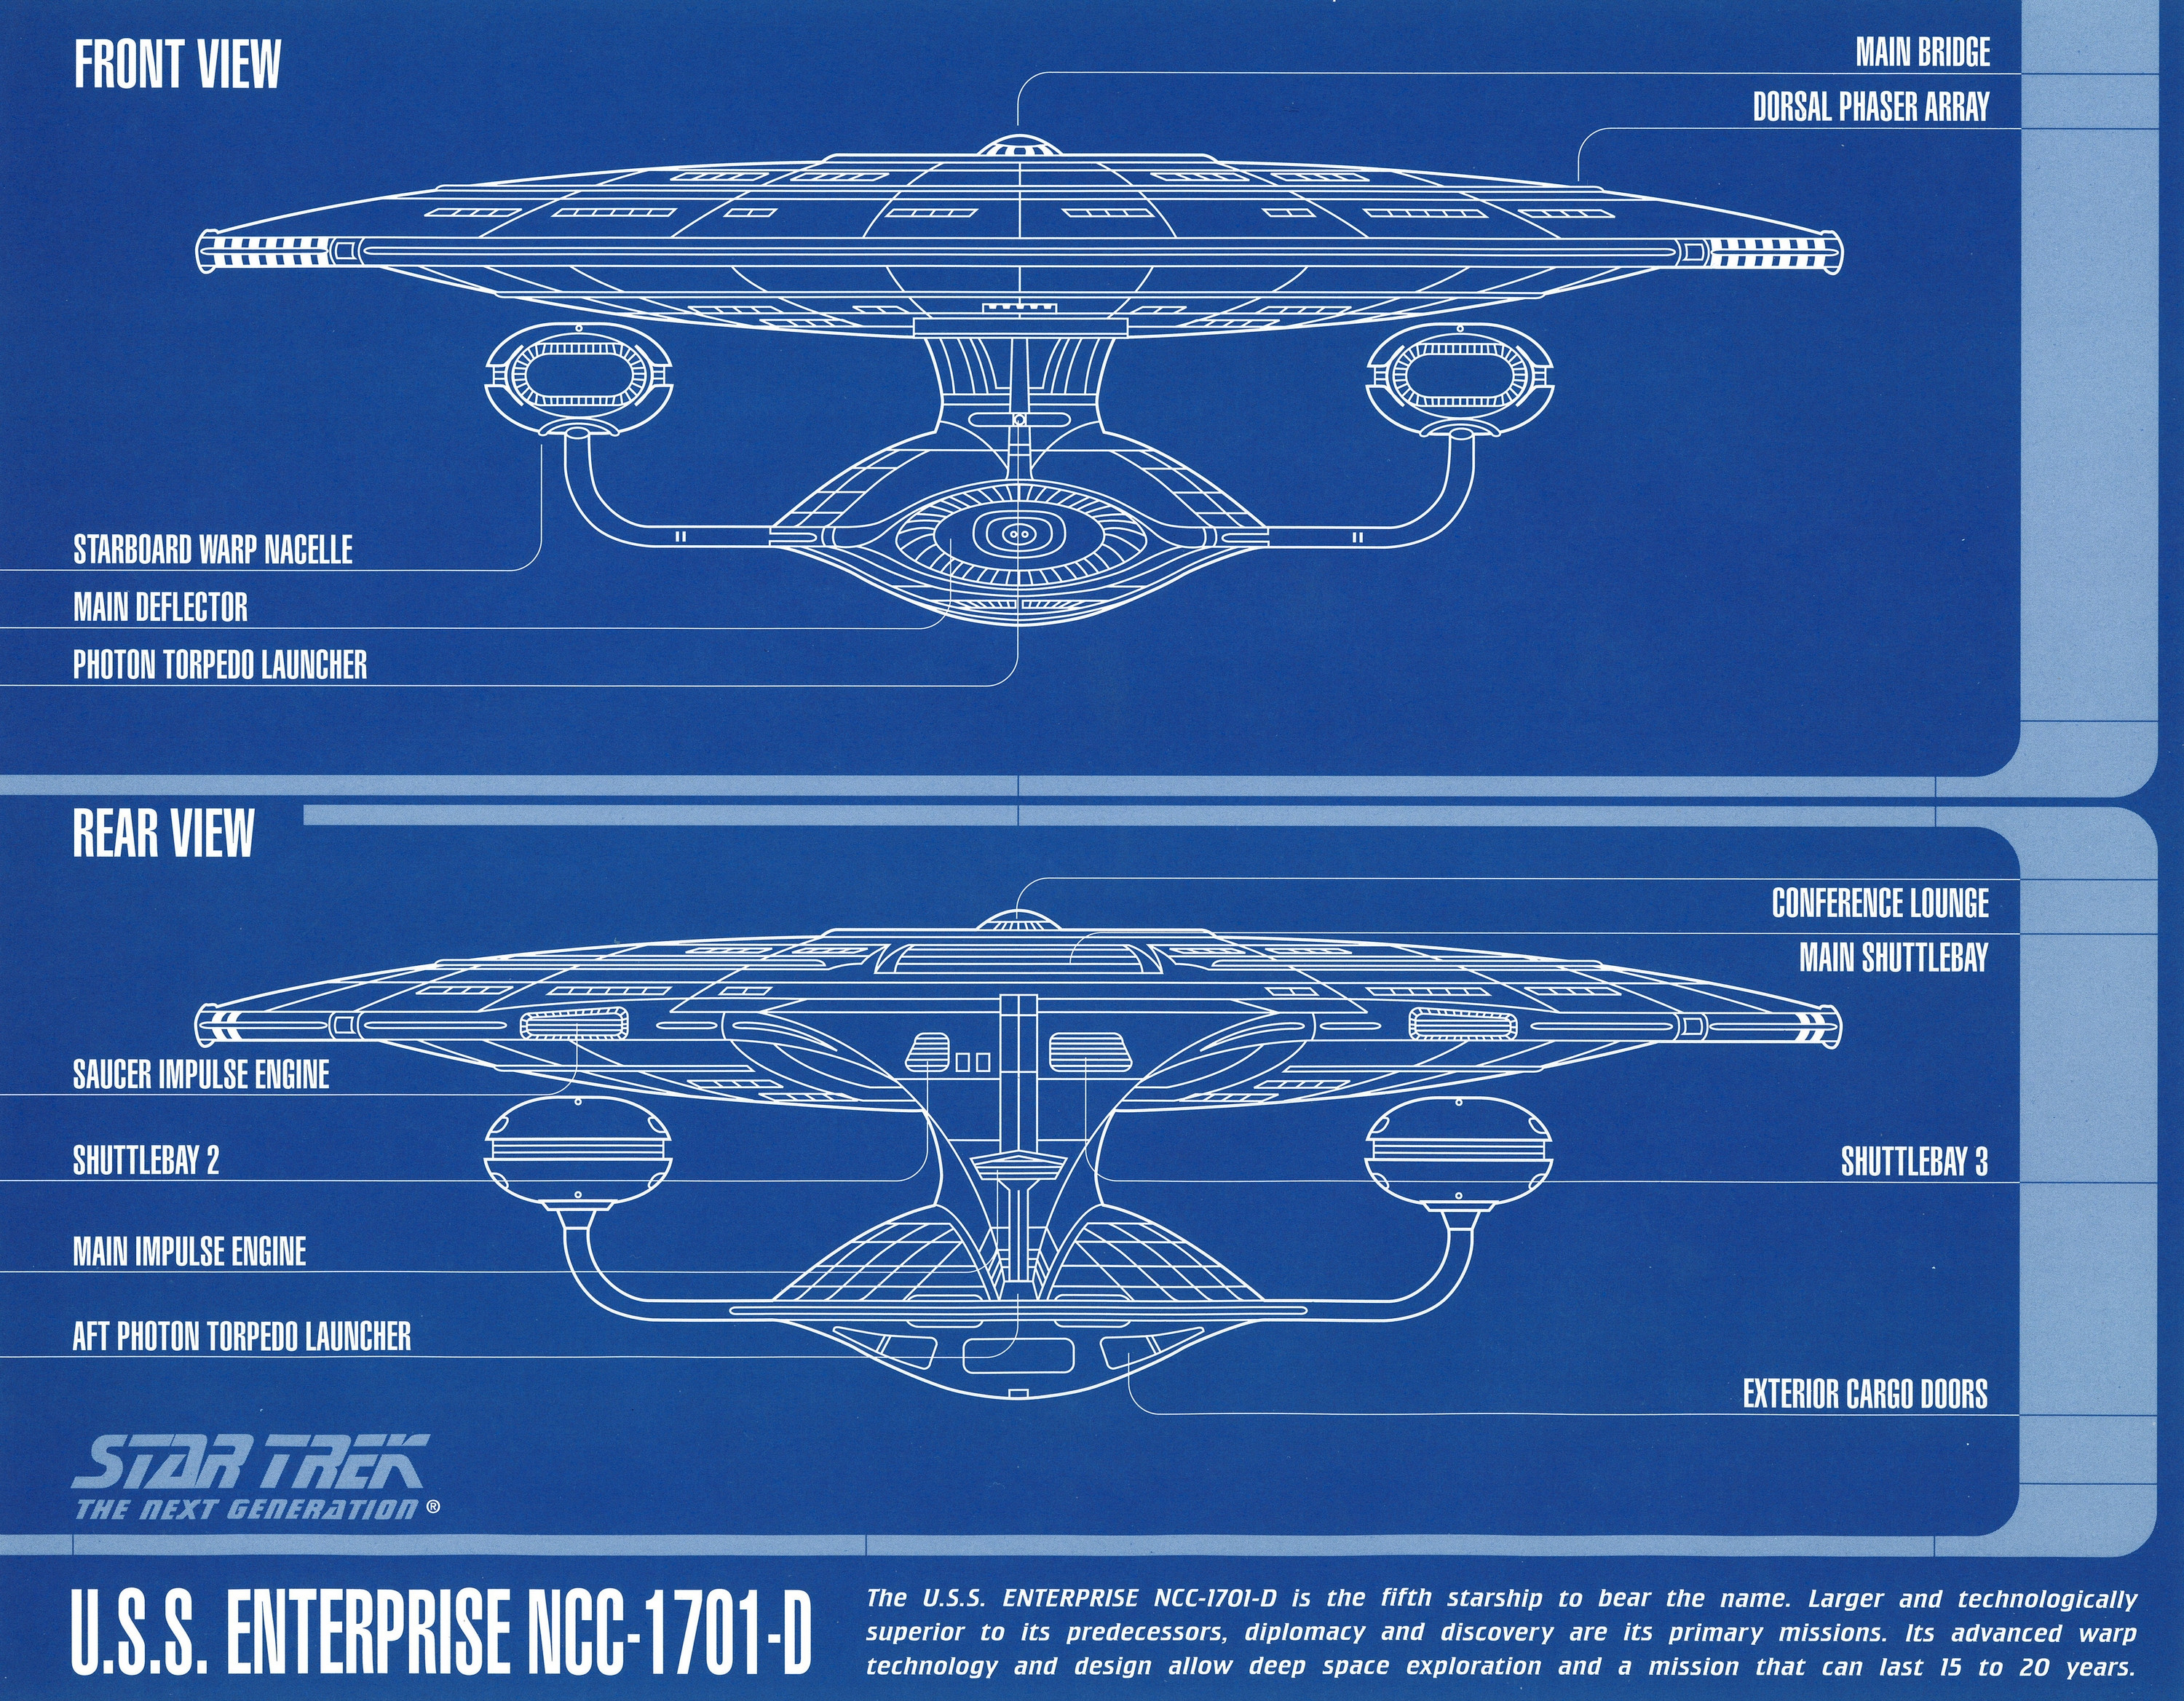 FRONT VIEW
MAIN BRIDGE
DORSAL PHASER ARRAY
STARBOARD WARP NACELLE
MAIN DEFLECTOR
PHOTON TORPEDO LAUNCHER
REAR VIEW
CONFERENCE LOUNGE
MAIN SHUTTLEBAY
SAUCER IMPULSE ENGINE
SHUTTLEBAY 2
SHUTTLEBAY 3
MAIN IMPULSE ENGINE
AFT PHOTON TORPEDO LAUNCHER
EXTERIOR CARGO DOORS
STAR TREK
THE NEXT GENERATION ®
U.S.S. ENTERPRISE NCC-1701-D
The U.S.S. ENTERPRISE NCC-1701-D is the fifth starship to bear the name. Larger and technologically
superior to its predecessors, diplomacy and discovery are its primary missions. Its advanced warp
technology and design allow deep space exploration and a mission that can last 15 to 20 years.